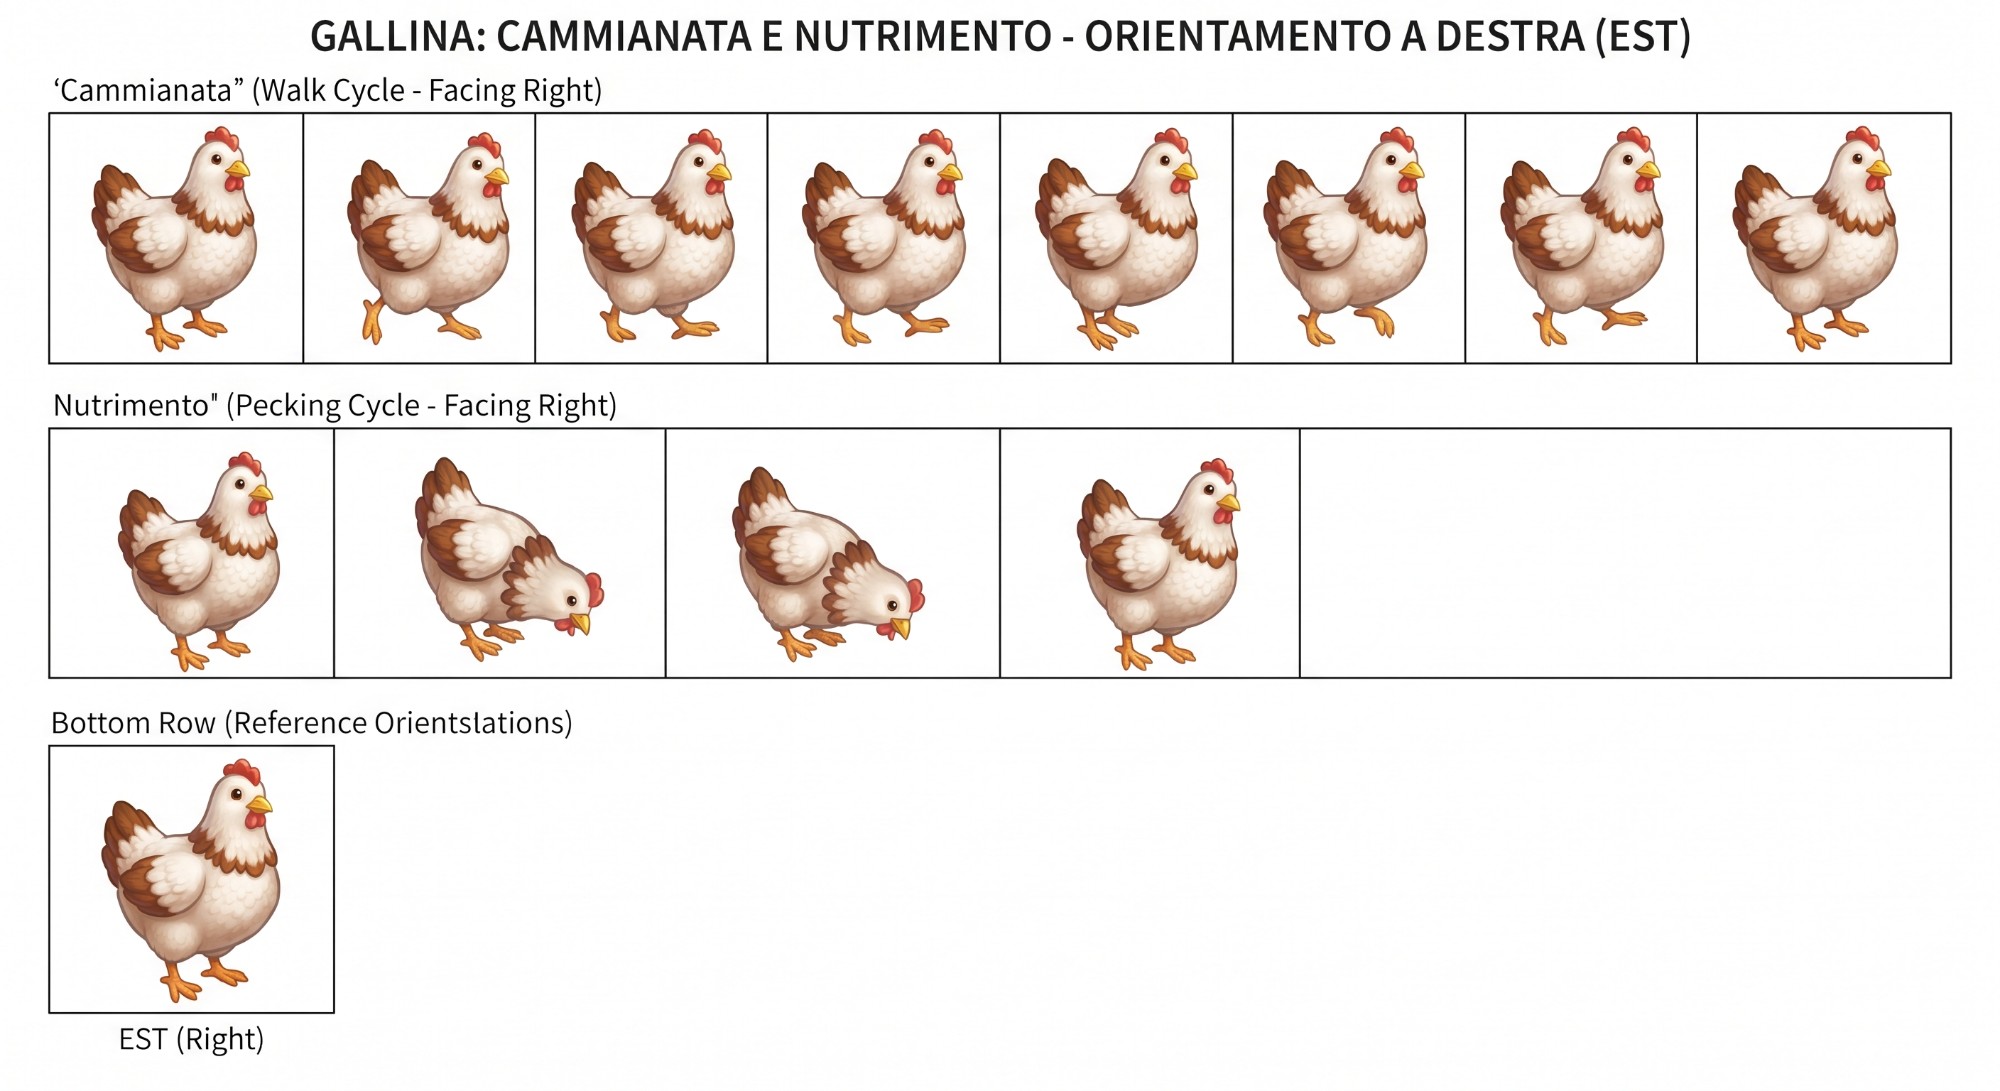 GALLINA: CAMMIANATA E NUTRIMENTO - ORIENTAMENTO A DESTRA (EST)
‘Cammianata” (Walk Cycle - Facing Right)
Nutrimento" (Pecking Cycle - Facing Right)
Bottom Row (Reference Orientslations)
EST (Right)